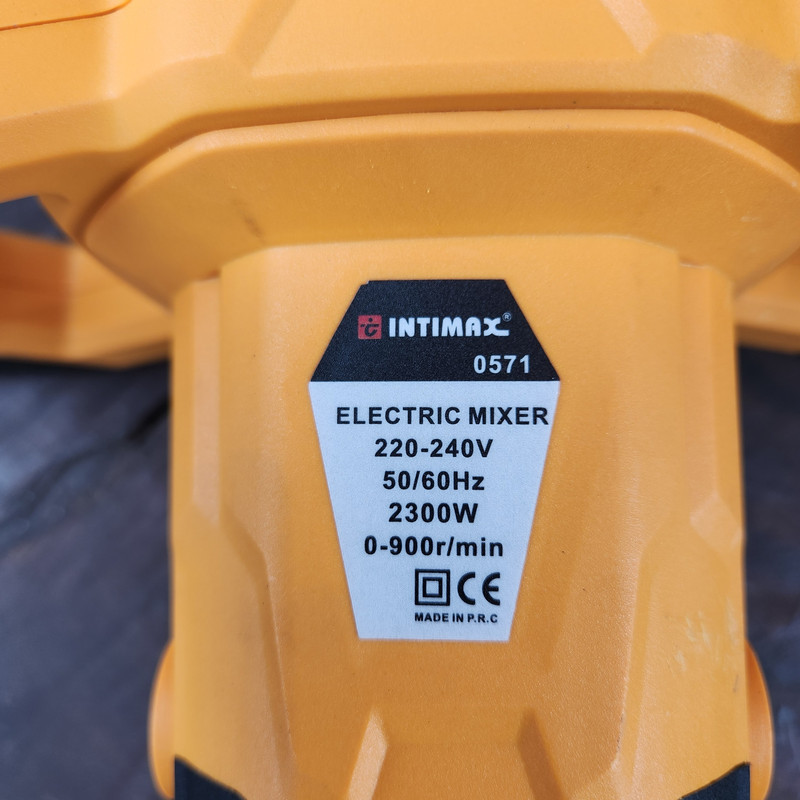 INTIMAX®
0571
ELECTRIC MIXER
220-240V
50/60Hz
2300W
0-900r/min
CE
MADE IN P.R.C